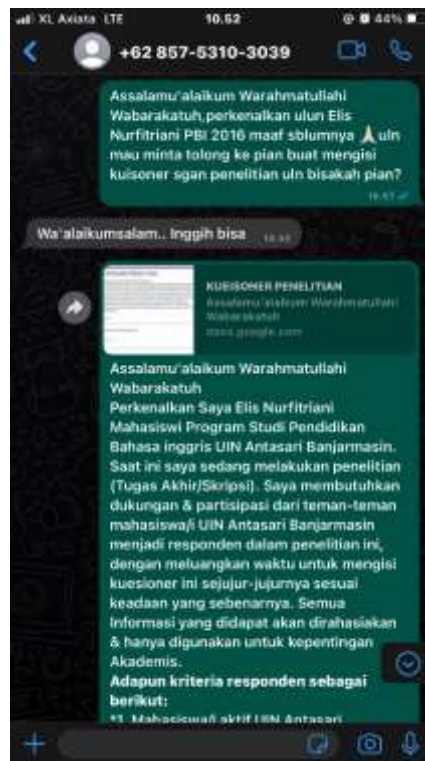 XL Axiata LTE 10.52 44%
+62 857-5310-3039
Assalamu'alaikum Warahmatullahi
Wabarakatuh,perkenalkan ulun Elis
Nurfitriani PBI 2016 maaf sblumnya 🙏 uln
mau minta tolong ke pian buat mengisi
kuisoner sgan penelitian uln bisakah pian?
Wa'alaikumsalam.. Inggih bisa
KUEISONER PENELITIAN
Assalamu'alaikum Warahmatullahi
Wabarakatuh
docs.google.com
Assalamu'alaikum Warahmatullahi
Wabarakatuh
Perkenalkan Saya Elis Nurfitriani
Mahasiswi Program Studi Pendidikan
Bahasa inggris UIN Antasari Banjarmasin.
Saat ini saya sedang melakukan penelitian
(Tugas Akhir/Skripsi). Saya membutuhkan
dukungan & partisipasi dari teman-teman
mahasiswa/i UIN Antasari Banjarmasin
menjadi responden dalam penelitian ini,
dengan meluangkan waktu untuk mengisi
kuesioner ini sejujur-jujurnya sesuai
keadaan yang sebenarnya. Semua
Informasi yang didapat akan dirahasiakan
& hanya digunakan untuk kepentingan
Akademis.
Adapun kriteria responden sebagai
berikut:
*1. Mahasiswa/i aktif UIN Antasari